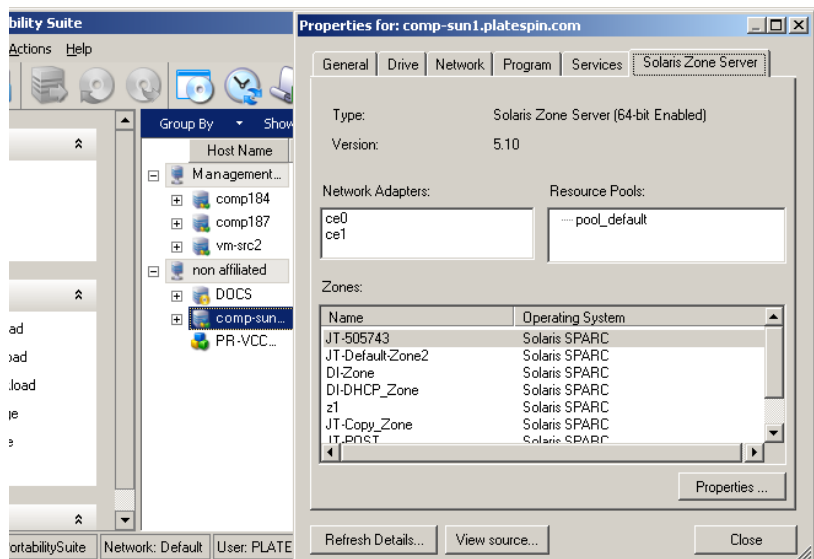 bility Suite
Actions Help
Group By Show
Host Name
Management...
comp184
comp187
vm-src2
non affiliated
DOCS
comp-sun...
PR-VCC...
ad
oad
load
ge
e
ortabilitySuite Network: Default User: PLATE
Properties for: comp-sun1.platespin.com
General Drive Network Program Services Solaris Zone Server
Type: Solaris Zone Server (64-bit Enabled)
Version: 5.10
Network Adapters: Resource Pools:
ce0
ce1
pool_default
Zones:
Name Operating System
JT-505743 Solaris SPARC
JT-Default-Zone2 Solaris SPARC
DI-Zone Solaris SPARC
DI-DHCP_Zone Solaris SPARC
z1 Solaris SPARC
JT-Copy_Zone Solaris SPARC
JT-POST Solaris SPARC
Properties ...
Refresh Details... View source... Close